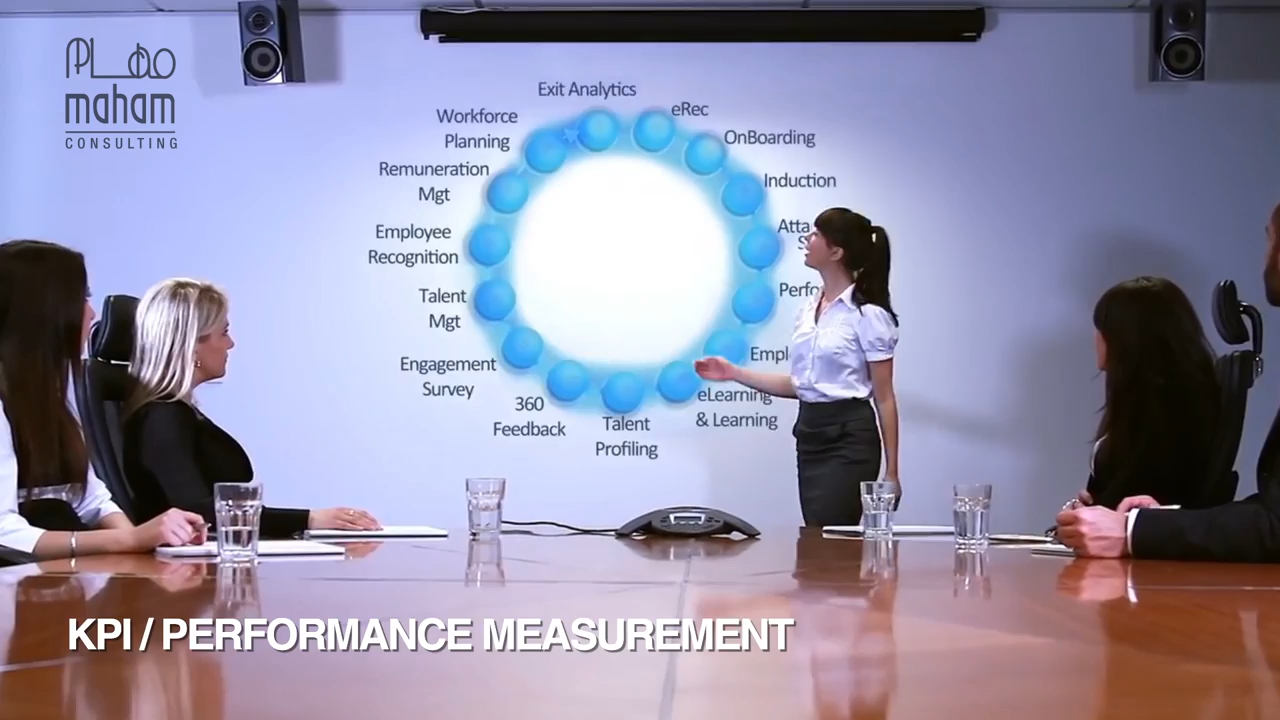 مهام
maham
CONSULTING
Exit Analytics
eRec
OnBoarding
Induction
Workforce
Planning
Remuneration
Mgt
Employee
Recognition
Talent
Mgt
Engagement
Survey
360
Feedback
Talent
Profiling
eLearning
& Learning
KPI / PERFORMANCE MEASUREMENT